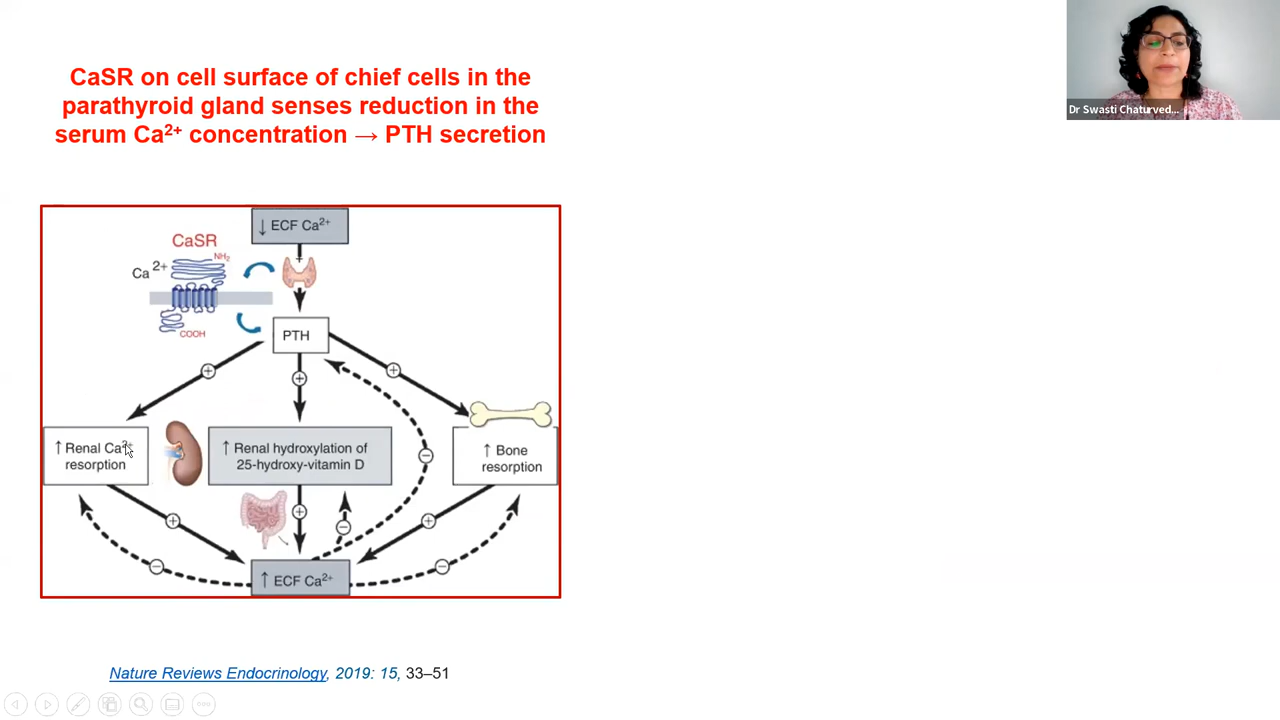 CaSR on cell surface of chief cells in the
parathyroid gland senses reduction in the
serum Ca²⁺ concentration → PTH secretion
Dr Swasti Chaturved...
↓ ECF Ca²⁺
CaSR
NH₂
Ca ²⁺
+
COOH
PTH
+
+
+
↑ Renal Ca²⁺
resorption
↑ Renal hydroxylation of
25-hydroxy-vitamin D
↑ Bone
resorption
−
+
+
+
−
−
−
↑ ECF Ca²⁺
Nature Reviews Endocrinology, 2019: 15, 33–51